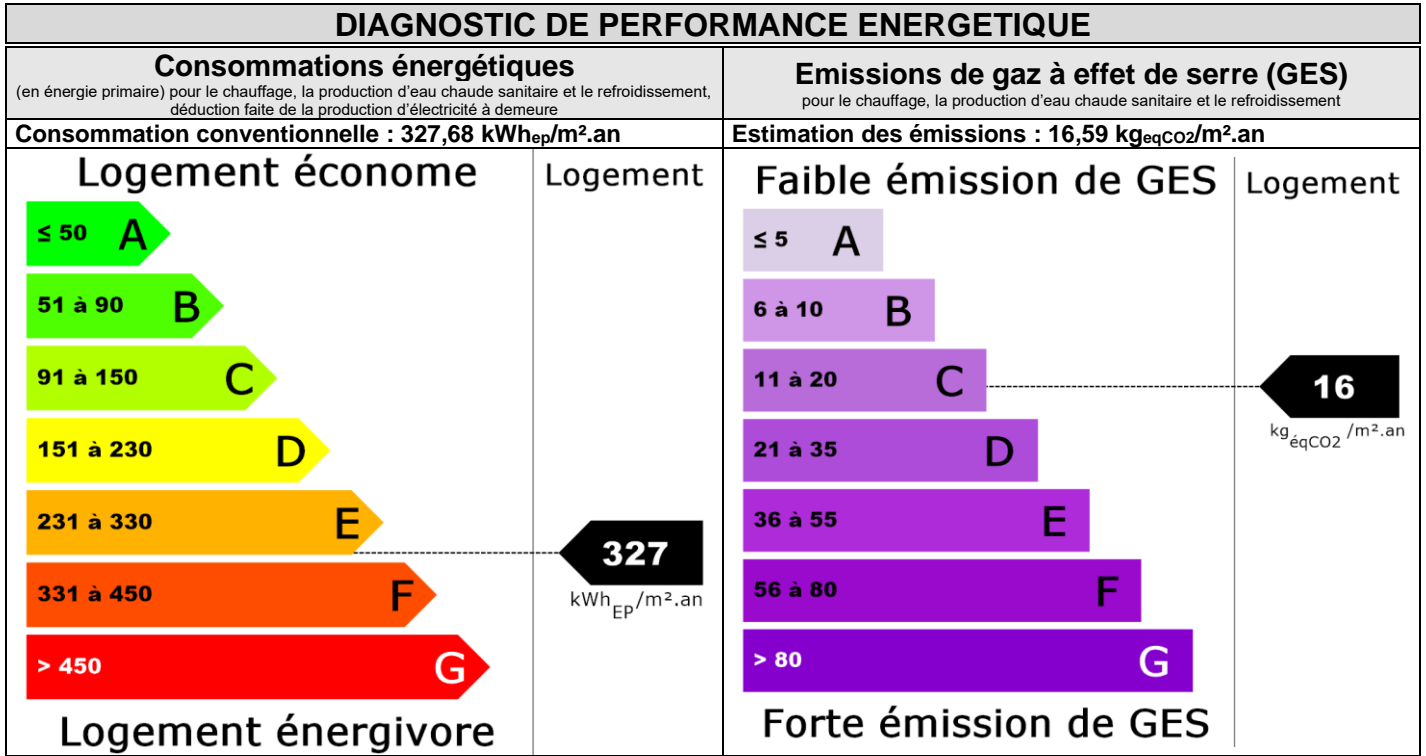 DIAGNOSTIC DE PERFORMANCE ENERGETIQUE
Consommations énergétiques
(en énergie primaire) pour le chauffage, la production d'eau chaude sanitaire et le refroidissement,
déduction faite de la production d'électricité à demeure
Consommation conventionnelle : 327,68 kWhep/m².an
Logement économe
Logement
≤ 50 A
51 à 90 B
91 à 150 C
151 à 230 D
231 à 330 E
331 à 450 F
> 450 G
327
kWhEP/m².an
Logement énergivore
Emissions de gaz à effet de serre (GES)
pour le chauffage, la production d'eau chaude sanitaire et le refroidissement
Estimation des émissions : 16,59 kgeqCO2/m².an
Faible émission de GES
Logement
≤ 5 A
6 à 10 B
11 à 20 C
21 à 35 D
36 à 55 E
56 à 80 F
> 80 G
16
kgéqCO2/m².an
Forte émission de GES